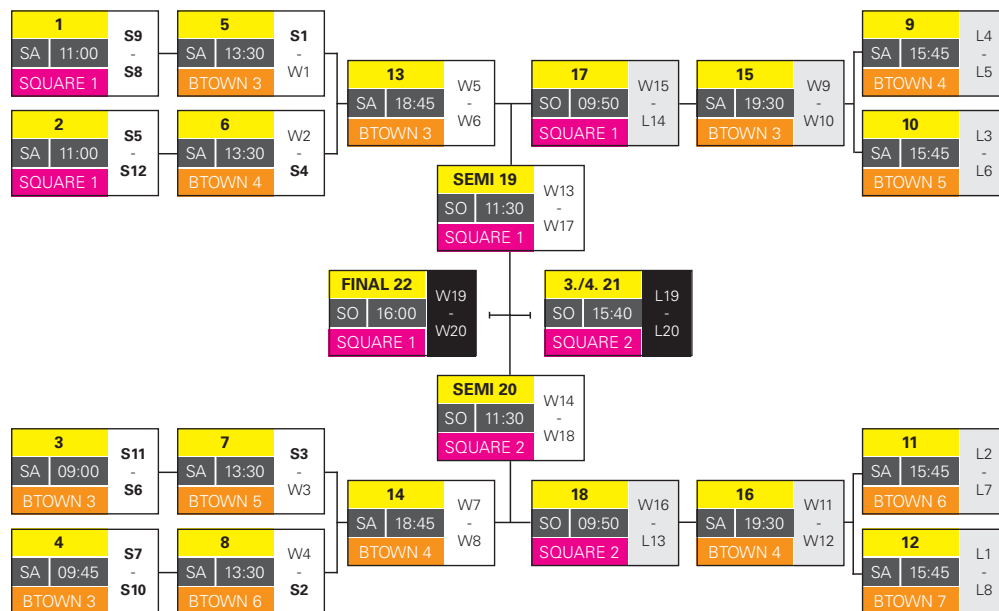 1
SA 11:00
SQUARE 1
S9
-
S8
5
SA 13:30
BTOWN 3
S1
-
W1
2
SA 11:00
SQUARE 1
S5
-
S12
6
SA 13:30
BTOWN 4
W2
-
S4
13
SA 18:45
BTOWN 3
W5
-
W6
17
SO 09:50
SQUARE 1
W15
-
L14
15
SA 19:30
BTOWN 3
W9
-
W10
9
SA 15:45
BTOWN 4
L4
-
L5
10
SA 15:45
BTOWN 5
L3
-
L6
SEMI 19
SO 11:30
SQUARE 1
W13
-
W17
FINAL 22
SO 16:00
SQUARE 1
W19
-
W20
3./4. 21
SO 15:40
SQUARE 2
L19
-
L20
SEMI 20
SO 11:30
SQUARE 2
W14
-
W18
3
SA 09:00
BTOWN 3
S11
-
S6
7
SA 13:30
BTOWN 5
S3
-
W3
4
SA 09:45
BTOWN 3
S7
-
S10
8
SA 13:30
BTOWN 6
W4
-
S2
14
SA 18:45
BTOWN 4
W7
-
W8
18
SO 09:50
SQUARE 2
W16
-
L13
16
SA 19:30
BTOWN 4
W11
-
W12
11
SA 15:45
BTOWN 6
L2
-
L7
12
SA 15:45
BTOWN 7
L1
-
L8